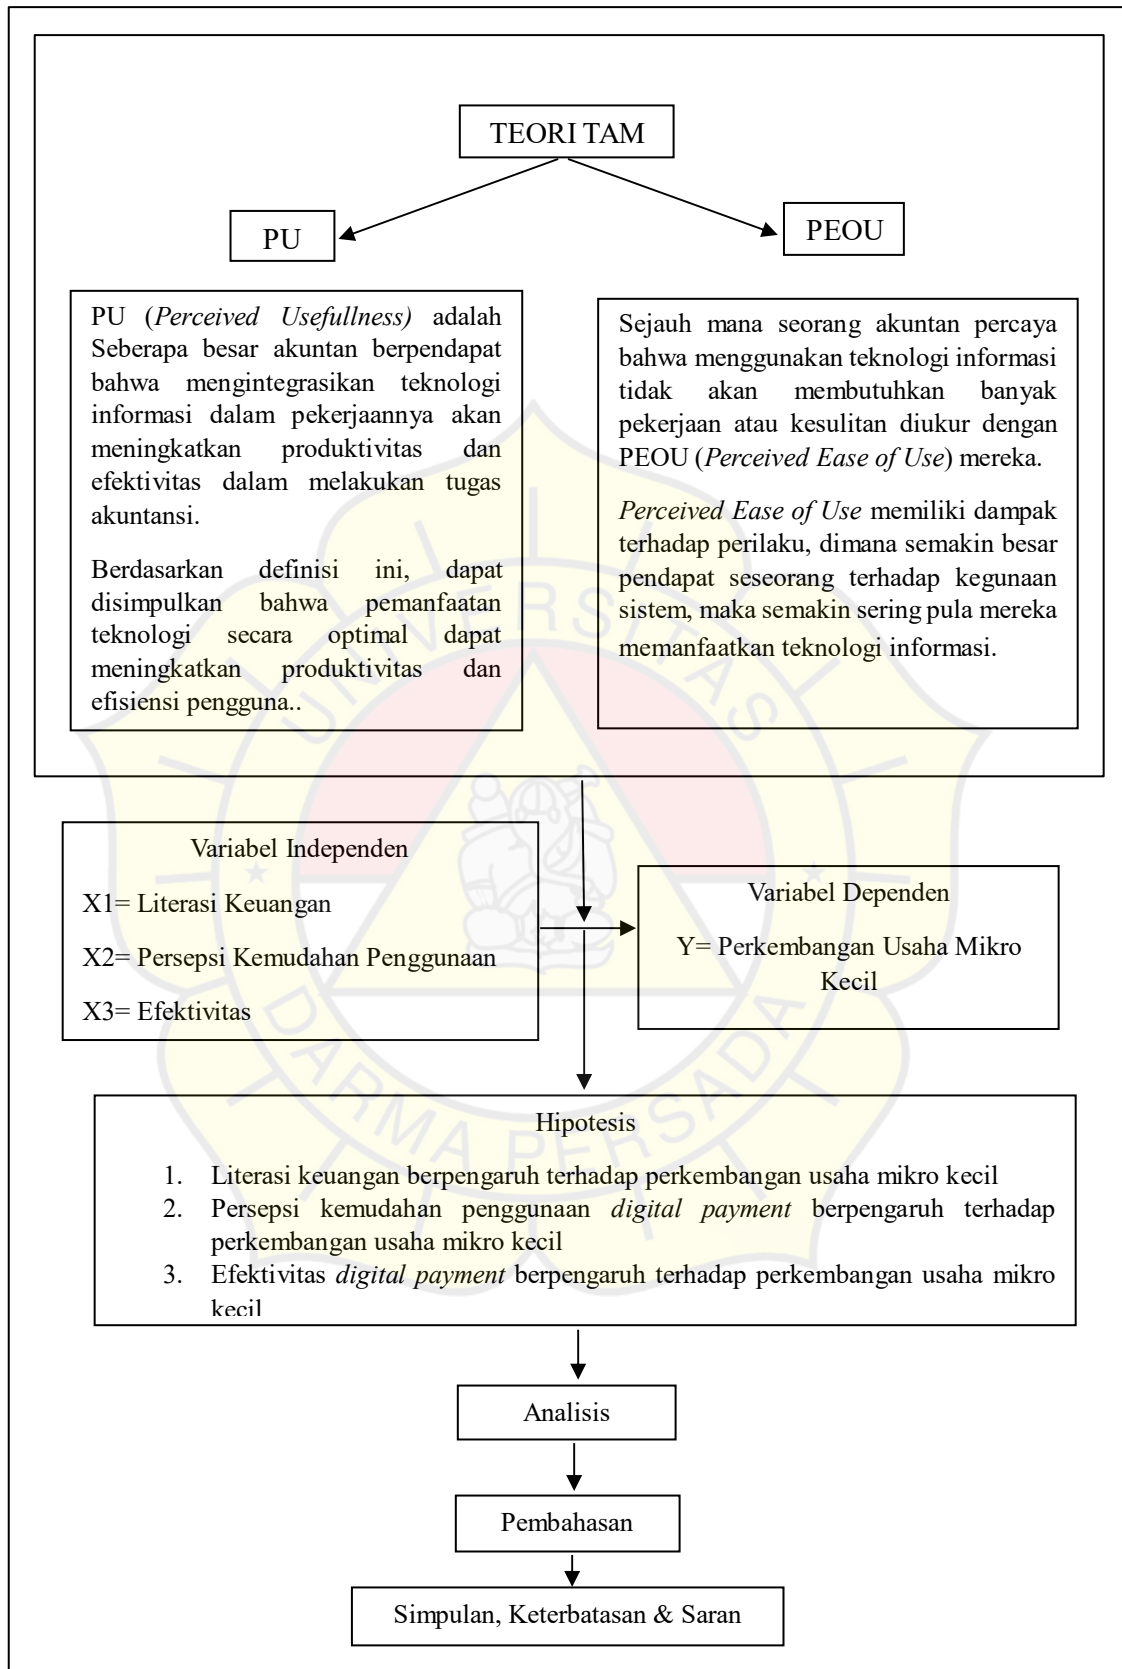 TEORI TAM
PU
PEOU
PU (Perceived Usefullness) adalah
Seberapa besar akuntan berpendapat
bahwa mengintegrasikan teknologi
informasi dalam pekerjaannya akan
meningkatkan produktivitas dan
efektivitas dalam melakukan tugas
akuntansi.
Berdasarkan definisi ini, dapat
disimpulkan bahwa pemanfaatan
teknologi secara optimal dapat
meningkatkan produktivitas dan
efisiensi pengguna..
Sejauh mana seorang akuntan percaya
bahwa menggunakan teknologi informasi
tidak akan membutuhkan banyak
pekerjaan atau kesulitan diukur dengan
PEOU (Perceived Ease of Use) mereka.
Perceived Ease of Use memiliki dampak
terhadap perilaku, dimana semakin besar
pendapat seseorang terhadap kegunaan
sistem, maka semakin sering pula mereka
memanfaatkan teknologi informasi.
Variabel Independen
X1= Literasi Keuangan
X2= Persepsi Kemudahan Penggunaan
X3= Efektivitas
Variabel Dependen
Y= Perkembangan Usaha Mikro
Kecil
Hipotesis
1. Literasi keuangan berpengaruh terhadap perkembangan usaha mikro kecil
2. Persepsi kemudahan penggunaan digital payment berpengaruh terhadap
perkembangan usaha mikro kecil
3. Efektivitas digital payment berpengaruh terhadap perkembangan usaha mikro
kecil
Analisis
Pembahasan
Simpulan, Keterbatasan & Saran
UNIVERSITAS
DARMA PERSADA